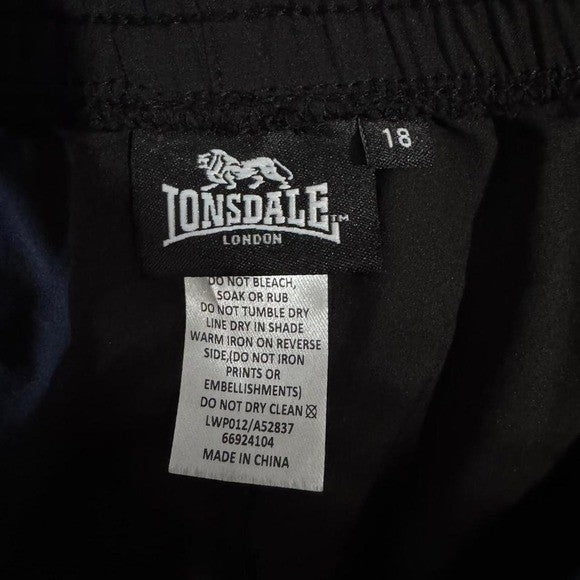 18
LONSDALE™
LONDON
DO NOT BLEACH,
SOAK OR RUB
DO NOT TUMBLE DRY
LINE DRY IN SHADE
WARM IRON ON REVERSE
SIDE,(DO NOT IRON
PRINTS OR
EMBELLISHMENTS)
DO NOT DRY CLEAN
LWP012/A52837
66924104
MADE IN CHINA